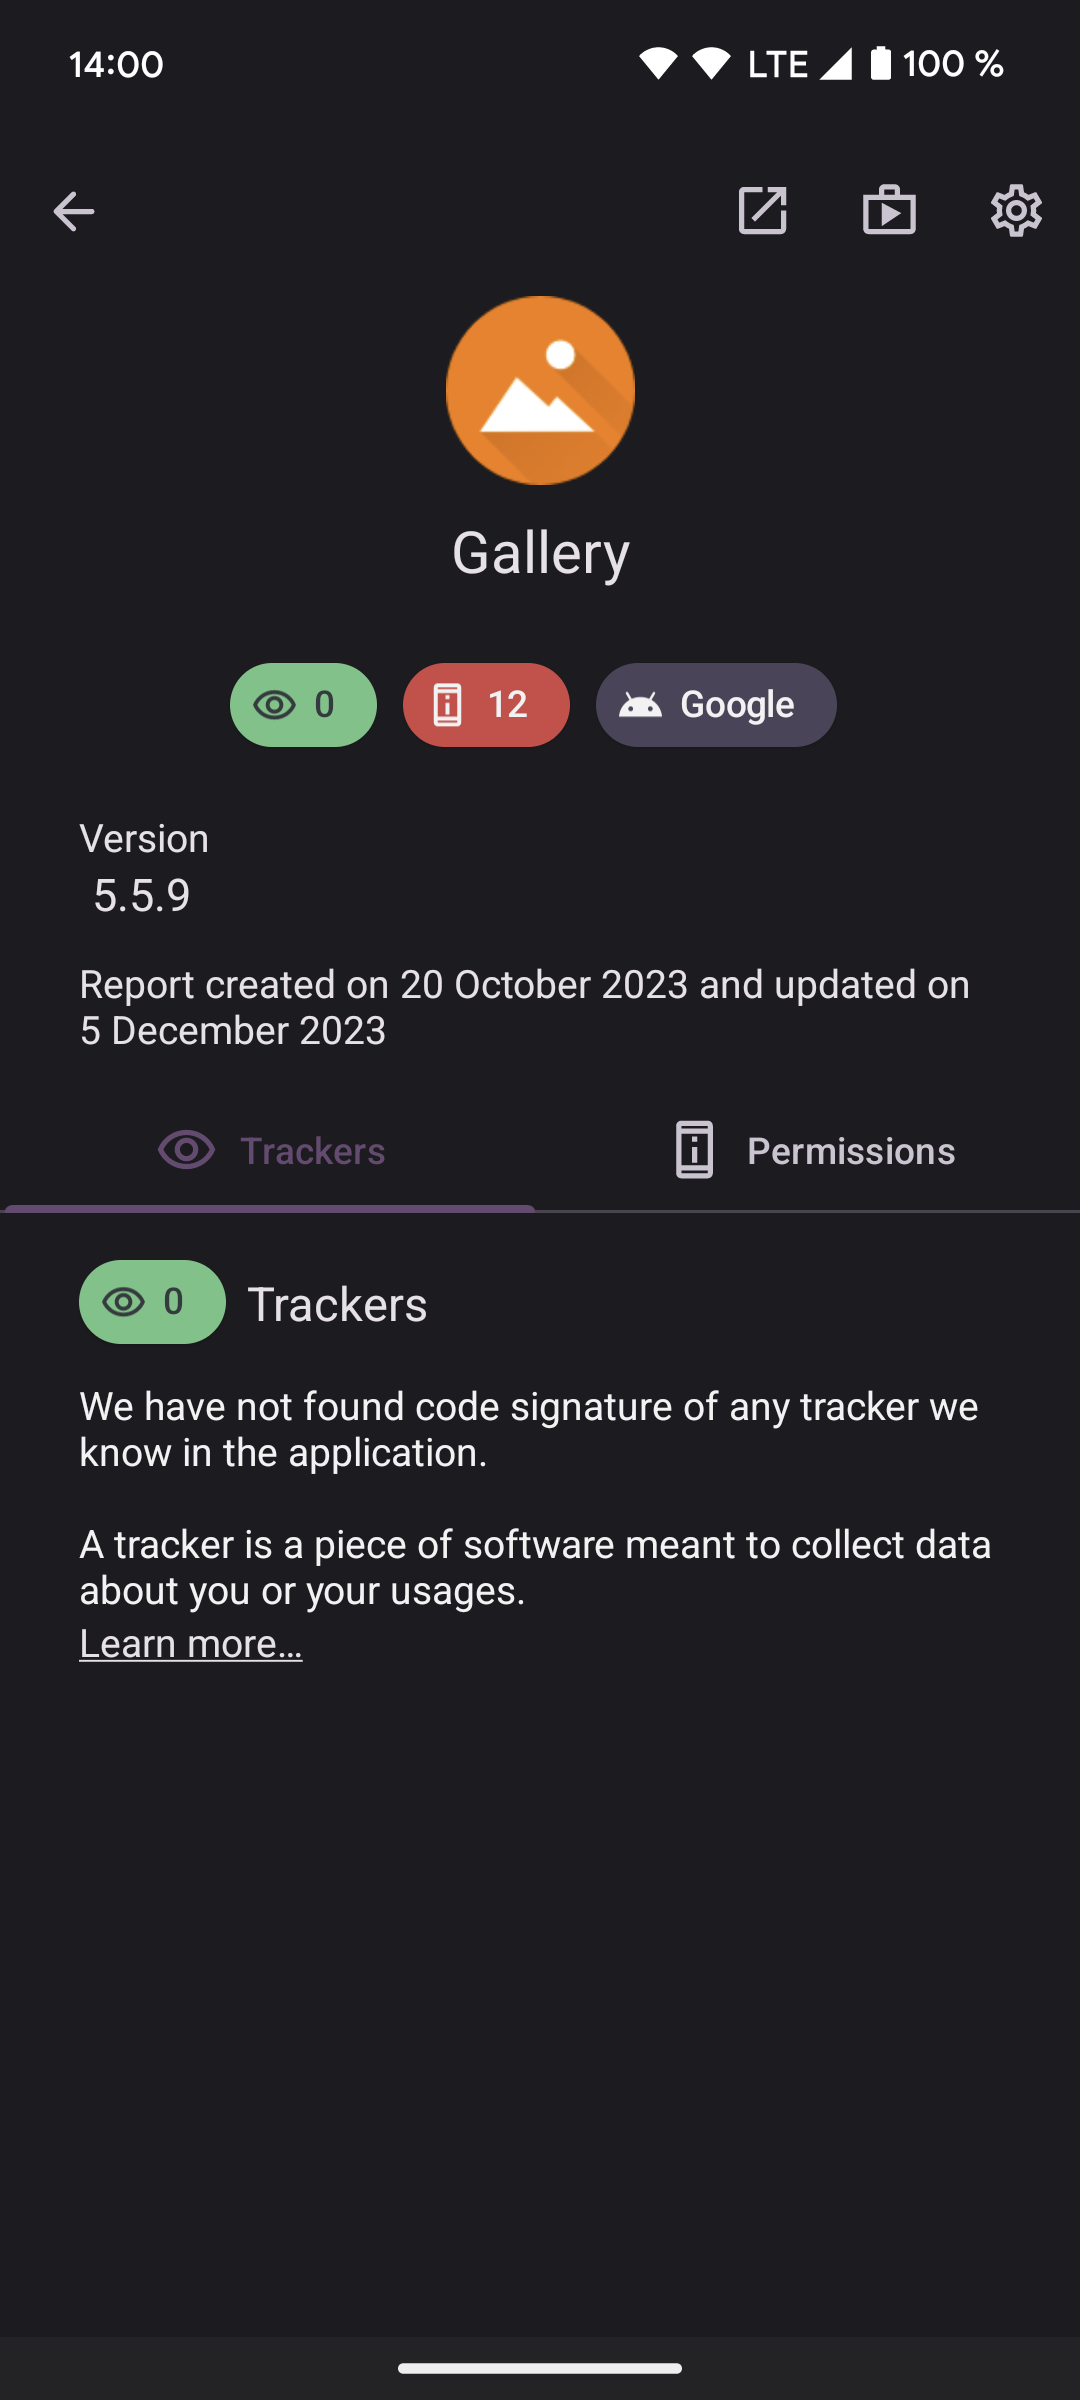 14:00 LTE 100 %
Gallery
0 12 Google
Version
5.5.9
Report created on 20 October 2023 and updated on
5 December 2023
Trackers Permissions
0 Trackers
We have not found code signature of any tracker we
know in the application.
A tracker is a piece of software meant to collect data
about you or your usages.
Learn more…